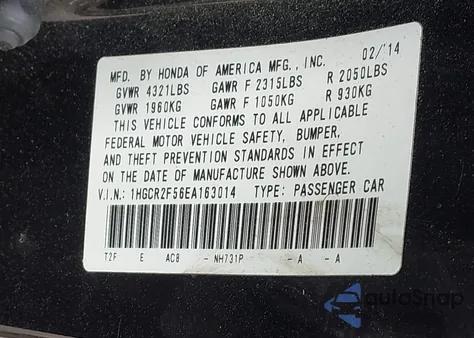 MFD. BY HONDA OF AMERICA MFG., INC. 02/'14
GVWR 4321LBS GAWR F 2315LBS R 2050LBS
GVWR 1960KG GAWR F 1050KG R 930KG
THIS VEHICLE CONFORMS TO ALL APPLICABLE
FEDERAL MOTOR VEHICLE SAFETY, BUMPER,
AND THEFT PREVENTION STANDARDS IN EFFECT
ON THE DATE OF MANUFACTURE SHOWN ABOVE.
V.I.N.: 1HGCR2F56EA163014 TYPE: PASSENGER CAR
T2F E AC8 - NH731P - A - A
autoSnap